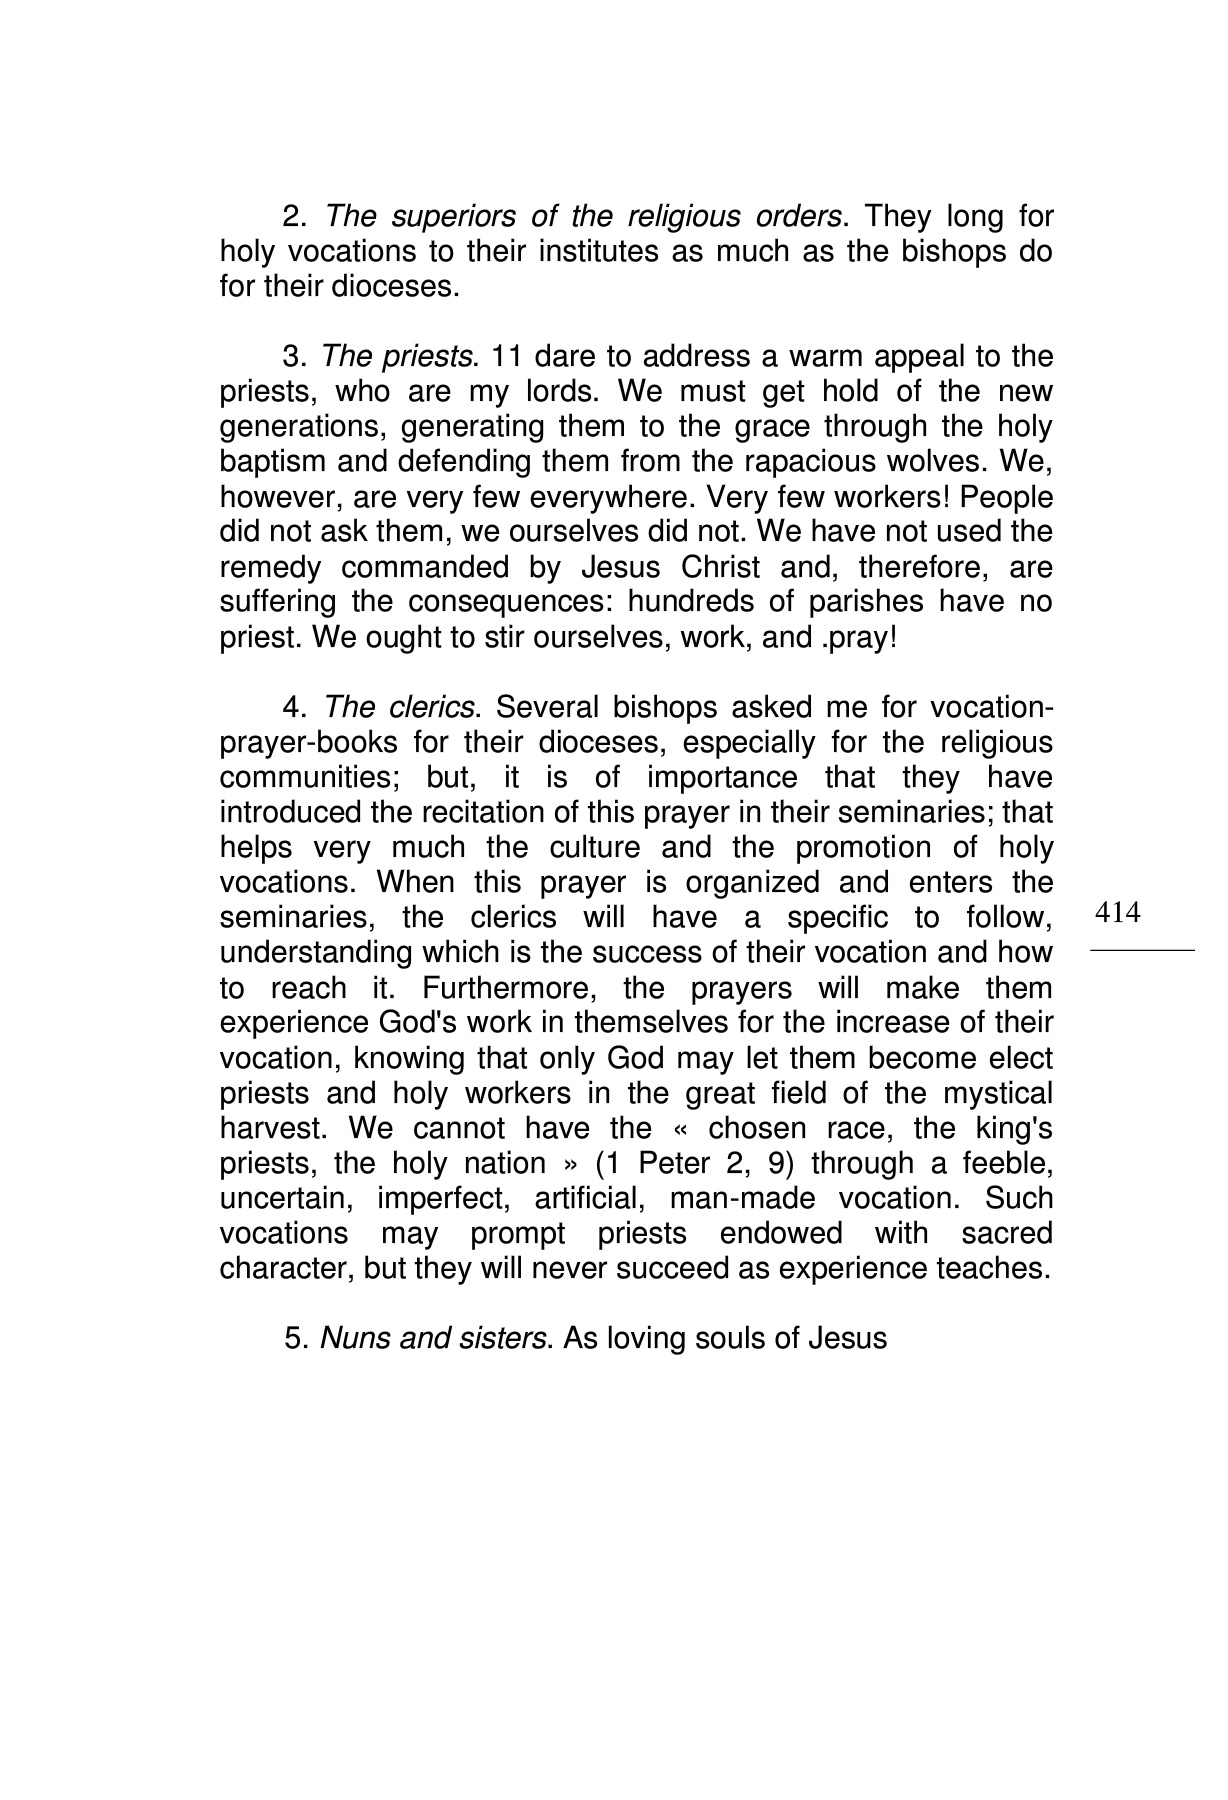 2. The superiors of the religious orders. They long for
holy vocations to their institutes as much as the bishops do
for their dioceses.
3. The priests. 11 dare to address a warm appeal to the
priests, who are my lords. We must get hold of the new
generations, generating them to the grace through the holy
baptism and defending them from the rapacious wolves. We,
however, are very few everywhere. Very few workers! People
did not ask them, we ourselves did not. We have not used the
remedy commanded by Jesus Christ and, therefore, are
suffering the consequences: hundreds of parishes have no
priest. We ought to stir ourselves, work, and .pray!
4. The clerics. Several bishops asked me for vocation-
prayer-books for their dioceses, especially for the religious
communities; but, it is of importance that they have
introduced the recitation of this prayer in their seminaries; that
helps very much the culture and the promotion of holy
vocations. When this prayer is organized and enters the
seminaries, the clerics will have a specific to follow,
understanding which is the success of their vocation and how
to reach it. Furthermore, the prayers will make them
experience God's work in themselves for the increase of their
vocation, knowing that only God may let them become elect
priests and holy workers in the great field of the mystical
harvest. We cannot have the « chosen race, the king's
priests, the holy nation » (1 Peter 2, 9) through a feeble,
uncertain, imperfect, artificial, man-made vocation. Such
vocations may prompt priests endowed with sacred
character, but they will never succeed as experience teaches.
5. Nuns and sisters. As loving souls of Jesus
414